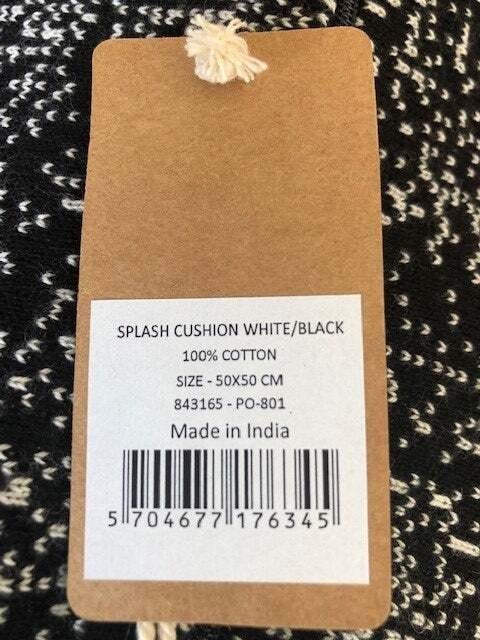 SPLASH CUSHION WHITE/BLACK
100% COTTON
SIZE - 50X50 CM
843165 - PO-801
Made in India
5 704677 176345